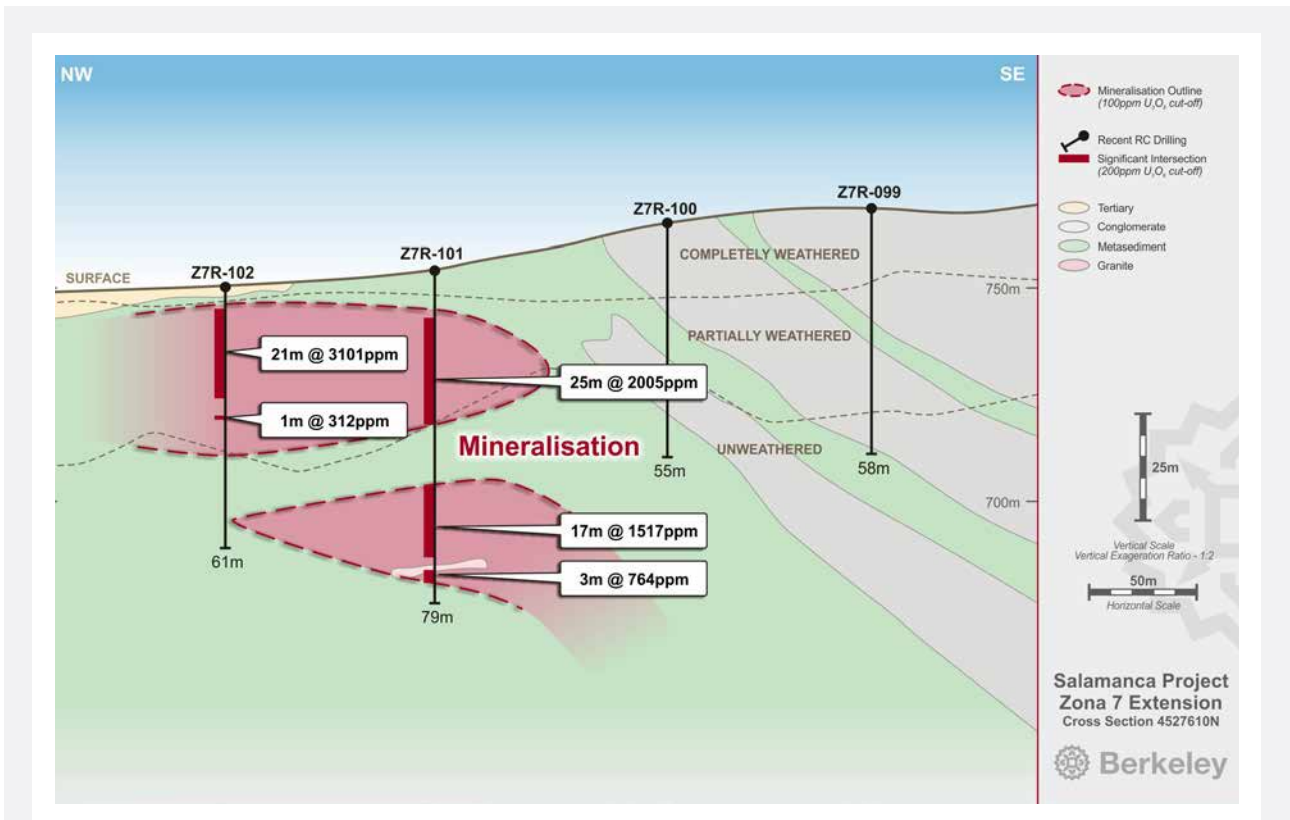 NW
SE
Z7R-099
Z7R-100
Z7R-101
Z7R-102
SURFACE
COMPLETELY WEATHERED
750m
PARTIALLY WEATHERED
21m @ 3101ppm
25m @ 2005ppm
1m @ 312ppm
Mineralisation
UNWEATHERED
55m
58m
700m
17m @ 1517ppm
61m
3m @ 764ppm
79m
Mineralisation Outline
(100ppm U₃O₈ cut-off)
Recent RC Drilling
Significant Intersection
(200ppm U₃O₈ cut-off)
Tertiary
Conglomerate
Metasediment
Granite
25m
Vertical Scale
Vertical Exageration Ratio - 1:2
50m
Horizontal Scale
Salamanca Project
Zona 7 Extension
Cross Section 4527610N
Berkeley